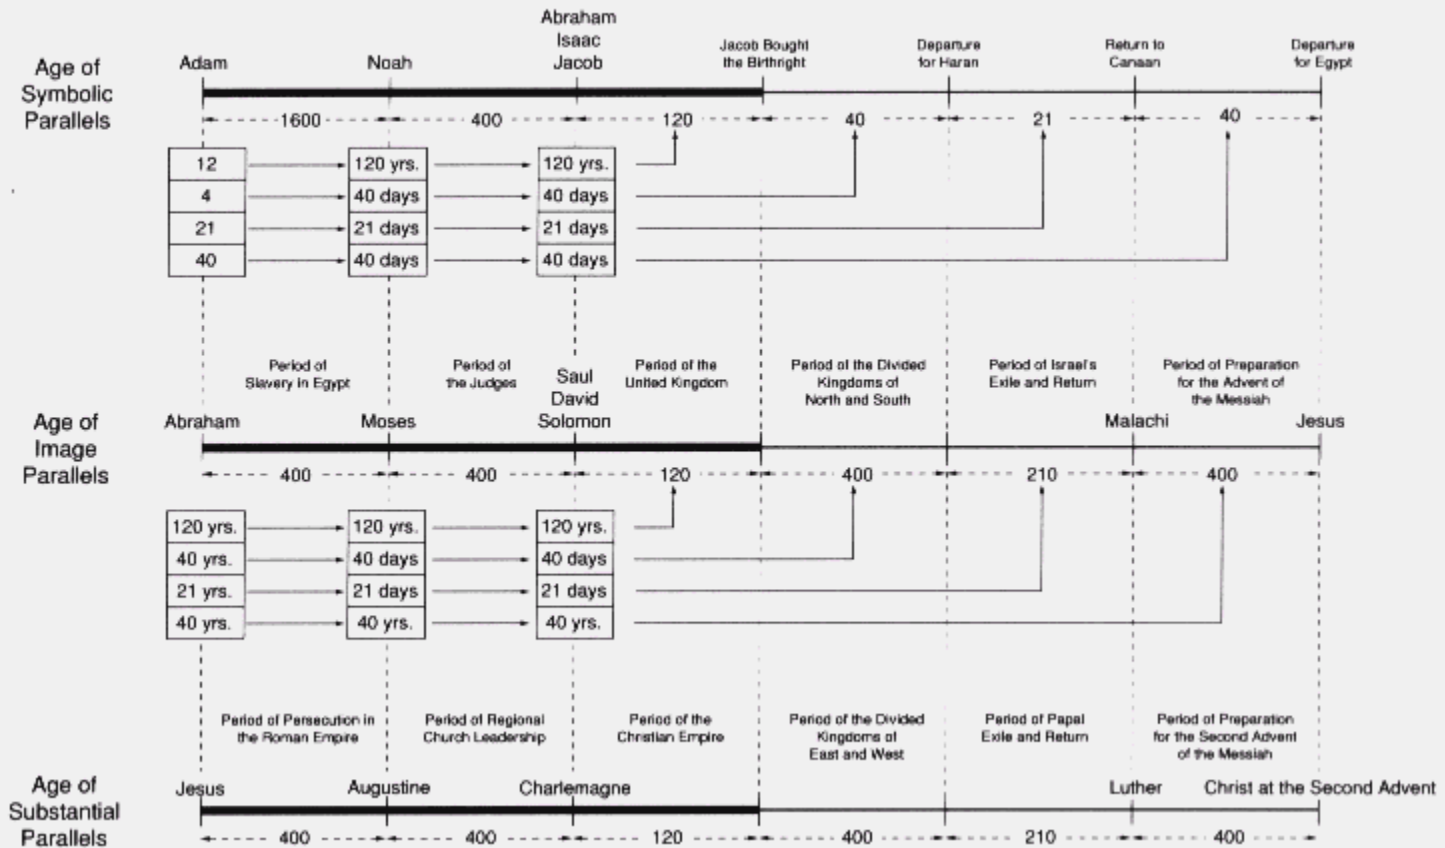 Abraham
Isaac
Jacob
Jacob Bought
the Birthright
Departure
for Haran
Return to
Canaan
Departure
for Egypt
Adam
Noah
Age of
Symbolic
Parallels
1600
400
120
40
21
40
12
120 yrs.
120 yrs.
4
40 days
40 days
21
21 days
21 days
40
40 days
40 days
Period of
Slavery in Egypt
Period of
the Judges
Period of the
United Kingdom
Period of the Divided
Kingdoms of
North and South
Period of Israel's
Exile and Return
Period of Preparation
for the Advent of
the Messiah
Age of
Image
Parallels
Abraham
Moses
Saul
David
Solomon
Malachi
Jesus
400
400
120
400
210
400
120 yrs.
120 yrs.
120 yrs.
40 yrs.
40 days
40 days
21 yrs.
21 days
21 days
40 yrs.
40 yrs.
40 yrs.
Period of Persecution in
the Roman Empire
Period of Regional
Church Leadership
Period of the
Christian Empire
Period of the Divided
Kingdoms of
East and West
Period of Papal
Exile and Return
Period of Preparation
for the Second Advent
of the Messiah
Age of
Substantial
Parallels
Jesus
Augustine
Charlemagne
Luther
Christ at the Second Advent
400
400
120
400
210
400